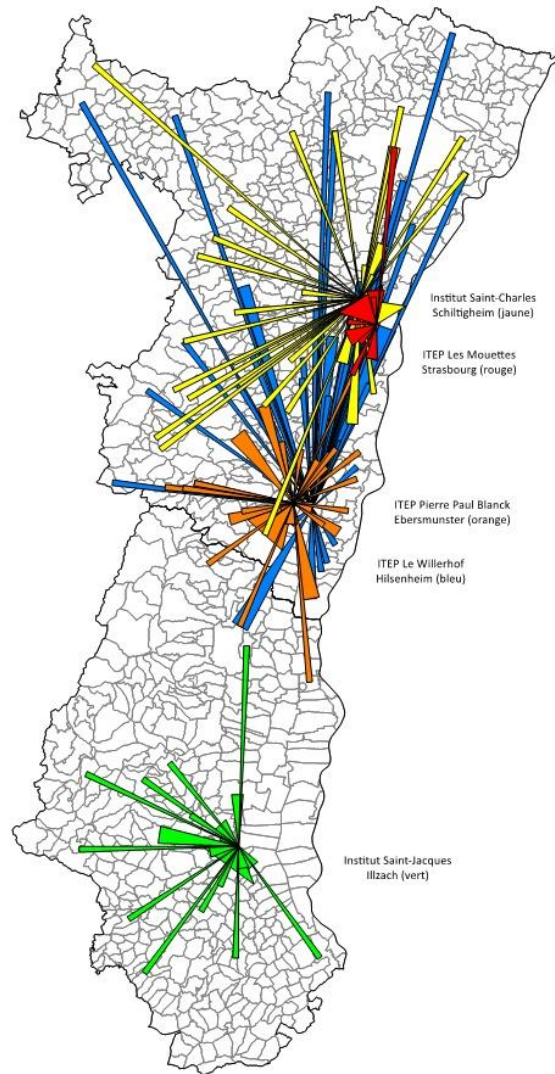 Institut Saint-Charles
Schiltigheim (jaune)
ITEP Les Mouettes
Strasbourg (rouge)
ITEP Pierre Paul Blanck
Ebersmunster (orange)
ITEP Le Willerhof
Hilsenheim (bleu)
Institut Saint-Jacques
Illzach (vert)